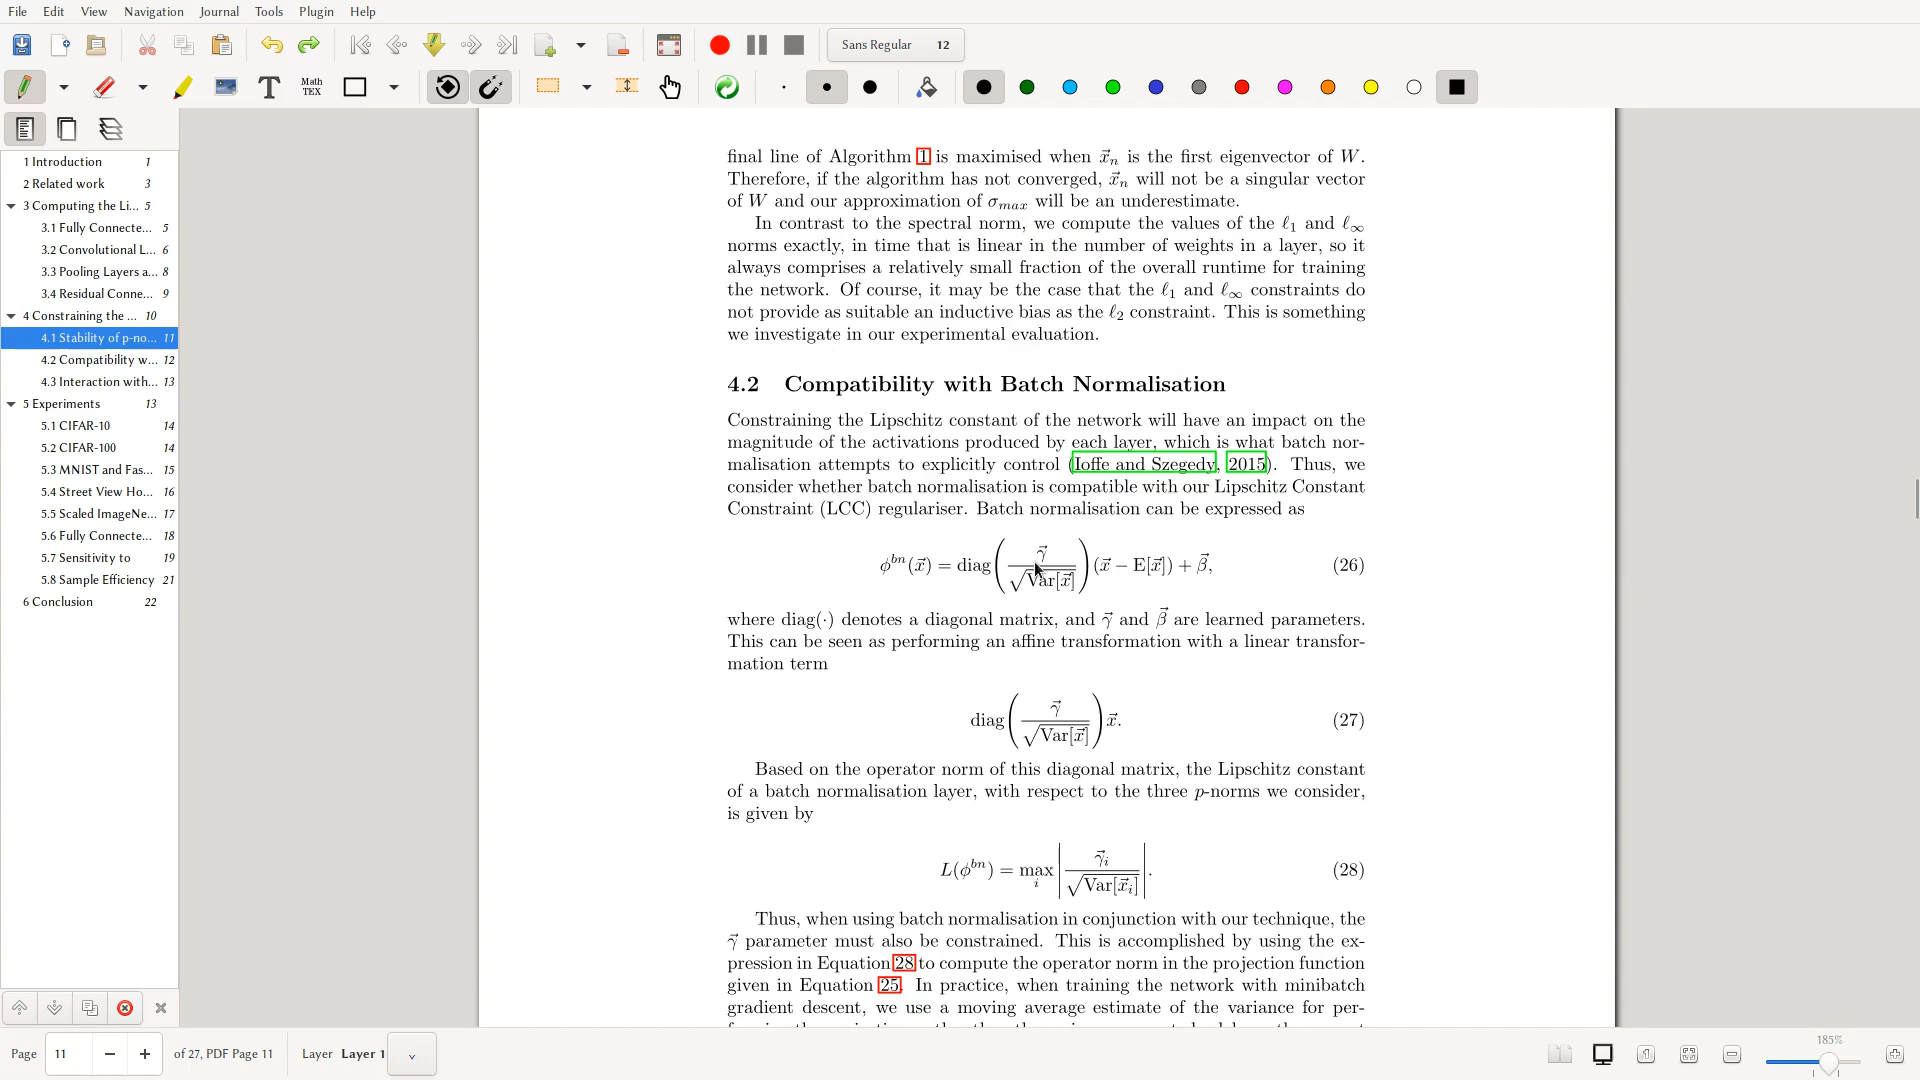 File Edit View Navigation Journal Tools Plugin Help
Sans Regular 12
Math TEX
1 Introduction 1
2 Related work 3
3 Computing the Li... 5
3.1 Fully Connecte... 5
3.2 Convolutional L... 6
3.3 Pooling Layers a... 8
3.4 Residual Conne... 9
4 Constraining the ... 10
4.1 Stability of p-no... 11
4.2 Compatibility w... 12
4.3 Interaction with... 13
5 Experiments 13
5.1 CIFAR-10 14
5.2 CIFAR-100 14
5.3 MNIST and Fas... 15
5.4 Street View Ho... 16
5.5 Scaled ImageNe... 17
5.6 Fully Connecte... 18
5.7 Sensitivity to 19
5.8 Sample Efficiency 21
6 Conclusion 22
final line of Algorithm 1 is maximised when x⃗ₙ is the first eigenvector of W.
Therefore, if the algorithm has not converged, x⃗ₙ will not be a singular vector
of W and our approximation of σ_max will be an underestimate.
In contrast to the spectral norm, we compute the values of the ℓ₁ and ℓ∞
norms exactly, in time that is linear in the number of weights in a layer, so it
always comprises a relatively small fraction of the overall runtime for training
the network. Of course, it may be the case that the ℓ₁ and ℓ∞ constraints do
not provide as suitable an inductive bias as the ℓ₂ constraint. This is something
we investigate in our experimental evaluation.
4.2 Compatibility with Batch Normalisation
Constraining the Lipschitz constant of the network will have an impact on the
magnitude of the activations produced by each layer, which is what batch nor-
malisation attempts to explicitly control (Ioffe and Szegedy, 2015). Thus, we
consider whether batch normalisation is compatible with our Lipschitz Constant
Constraint (LCC) regulariser. Batch normalisation can be expressed as
φ^bn(x⃗) = diag(γ⃗ / √Var[x⃗])(x⃗ − E[x⃗]) + β⃗, (26)
where diag(·) denotes a diagonal matrix, and γ⃗ and β⃗ are learned parameters.
This can be seen as performing an affine transformation with a linear transfor-
mation term
diag(γ⃗ / √Var[x⃗])x⃗. (27)
Based on the operator norm of this diagonal matrix, the Lipschitz constant
of a batch normalisation layer, with respect to the three p-norms we consider,
is given by
L(φ^bn) = max_i |γ⃗_i / √Var[x⃗_i]|. (28)
Thus, when using batch normalisation in conjunction with our technique, the
γ⃗ parameter must also be constrained. This is accomplished by using the ex-
pression in Equation 28 to compute the operator norm in the projection function
given in Equation 25. In practice, when training the network with minibatch
gradient descent, we use a moving average estimate of the variance for per-
Page 11 of 27, PDF Page 11 Layer Layer 1 185%